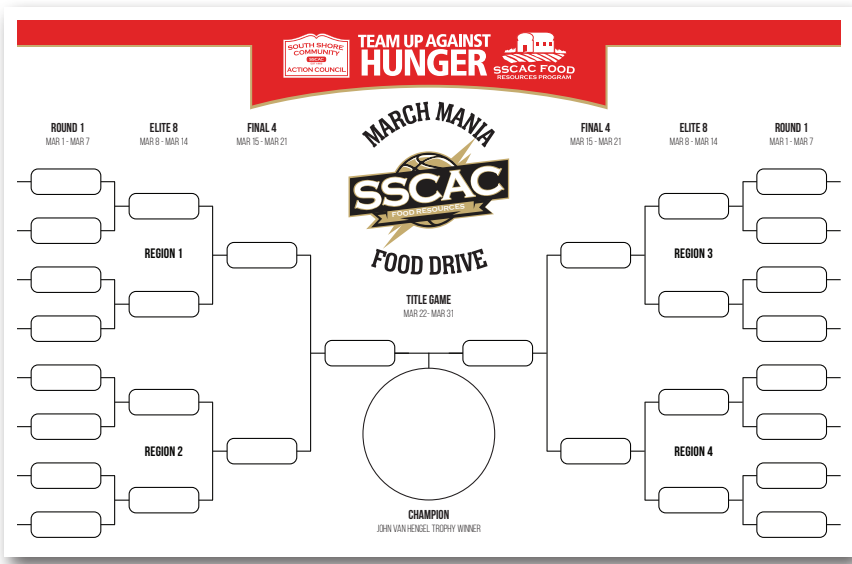 SOUTH SHORE
COMMUNITY
SSCAC
ACTION COUNCIL
TEAM UP AGAINST
HUNGER
SSCAC FOOD
RESOURCES PROGRAM
MARCH MANIA
SSCAC
FOOD RESOURCES
FOOD DRIVE
ROUND 1
MAR 1 - MAR 7
ELITE 8
MAR 8 - MAR 14
FINAL 4
MAR 15 - MAR 21
FINAL 4
MAR 15 - MAR 21
ELITE 8
MAR 8 - MAR 14
ROUND 1
MAR 1 - MAR 7
REGION 1
REGION 3
TITLE GAME
MAR 22- MAR 31
REGION 2
REGION 4
CHAMPION
JOHN VAN HENGEL TROPHY WINNER